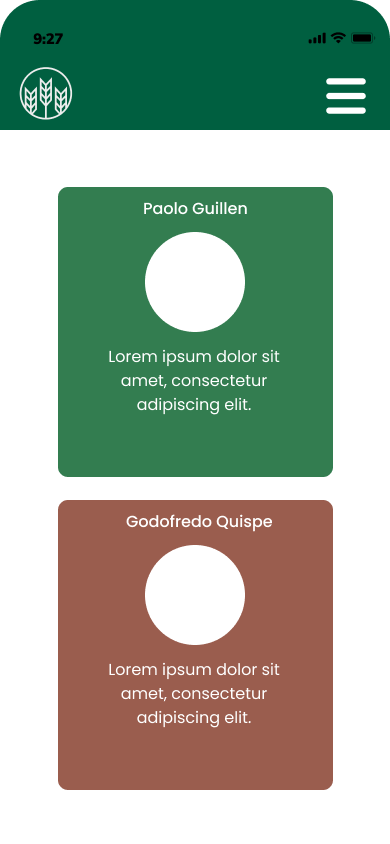 9:27
Paolo Guillen
Lorem ipsum dolor sit
amet, consectetur
adipiscing elit.
Godofredo Quispe
Lorem ipsum dolor sit
amet, consectetur
adipiscing elit.